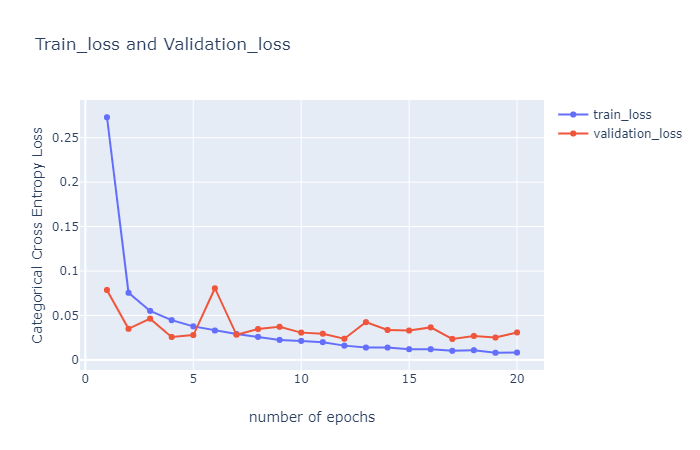 Train_loss and Validation_loss
train_loss
validation_loss
Categorical Cross Entropy Loss
0.25
0.2
0.15
0.1
0.05
0
0
5
10
15
20
number of epochs